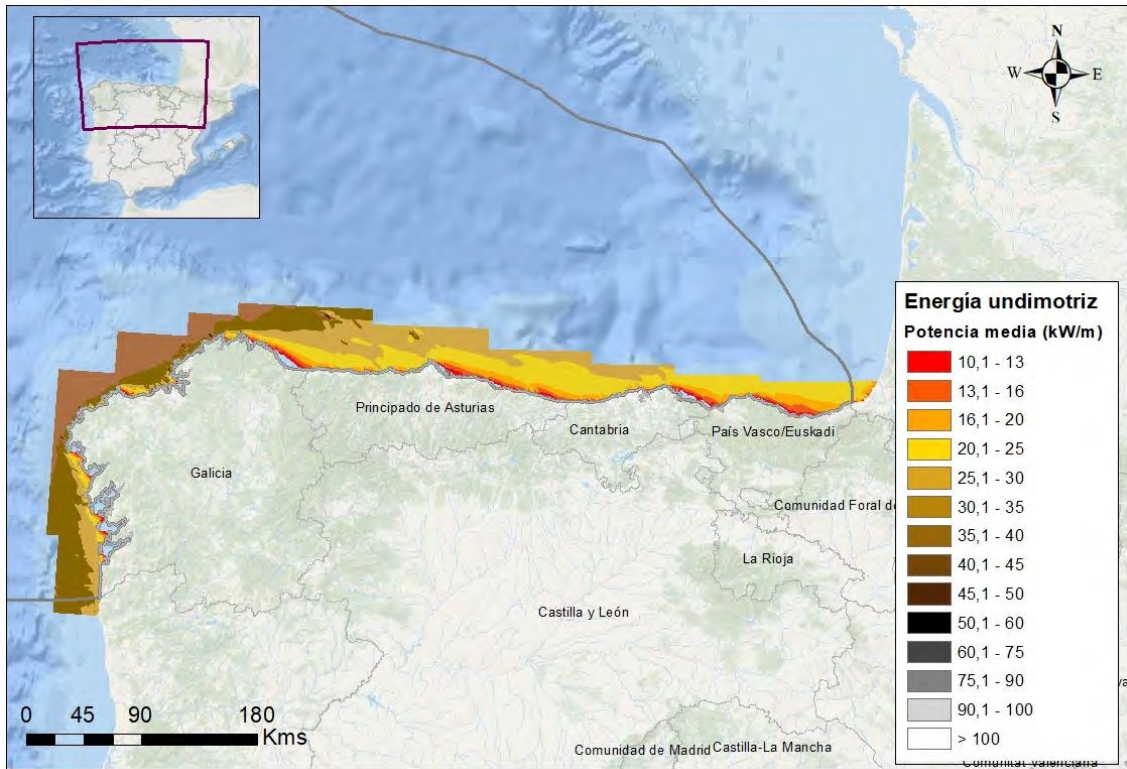 N
W E
S
Energía undimotriz
Potencia media (kW/m)
10,1 - 13
13,1 - 16
16,1 - 20
20,1 - 25
25,1 - 30
30,1 - 35
35,1 - 40
40,1 - 45
45,1 - 50
50,1 - 60
60,1 - 75
75,1 - 90
90,1 - 100
> 100
Principado de Asturias
Cantabria
País Vasco/Euskadi
Galicia
Comunidad Foral de
La Rioja
Castilla y León
0 45 90 180
Kms
Comunidad de Madrid
Castilla-La Mancha
Comunitat Valenciana